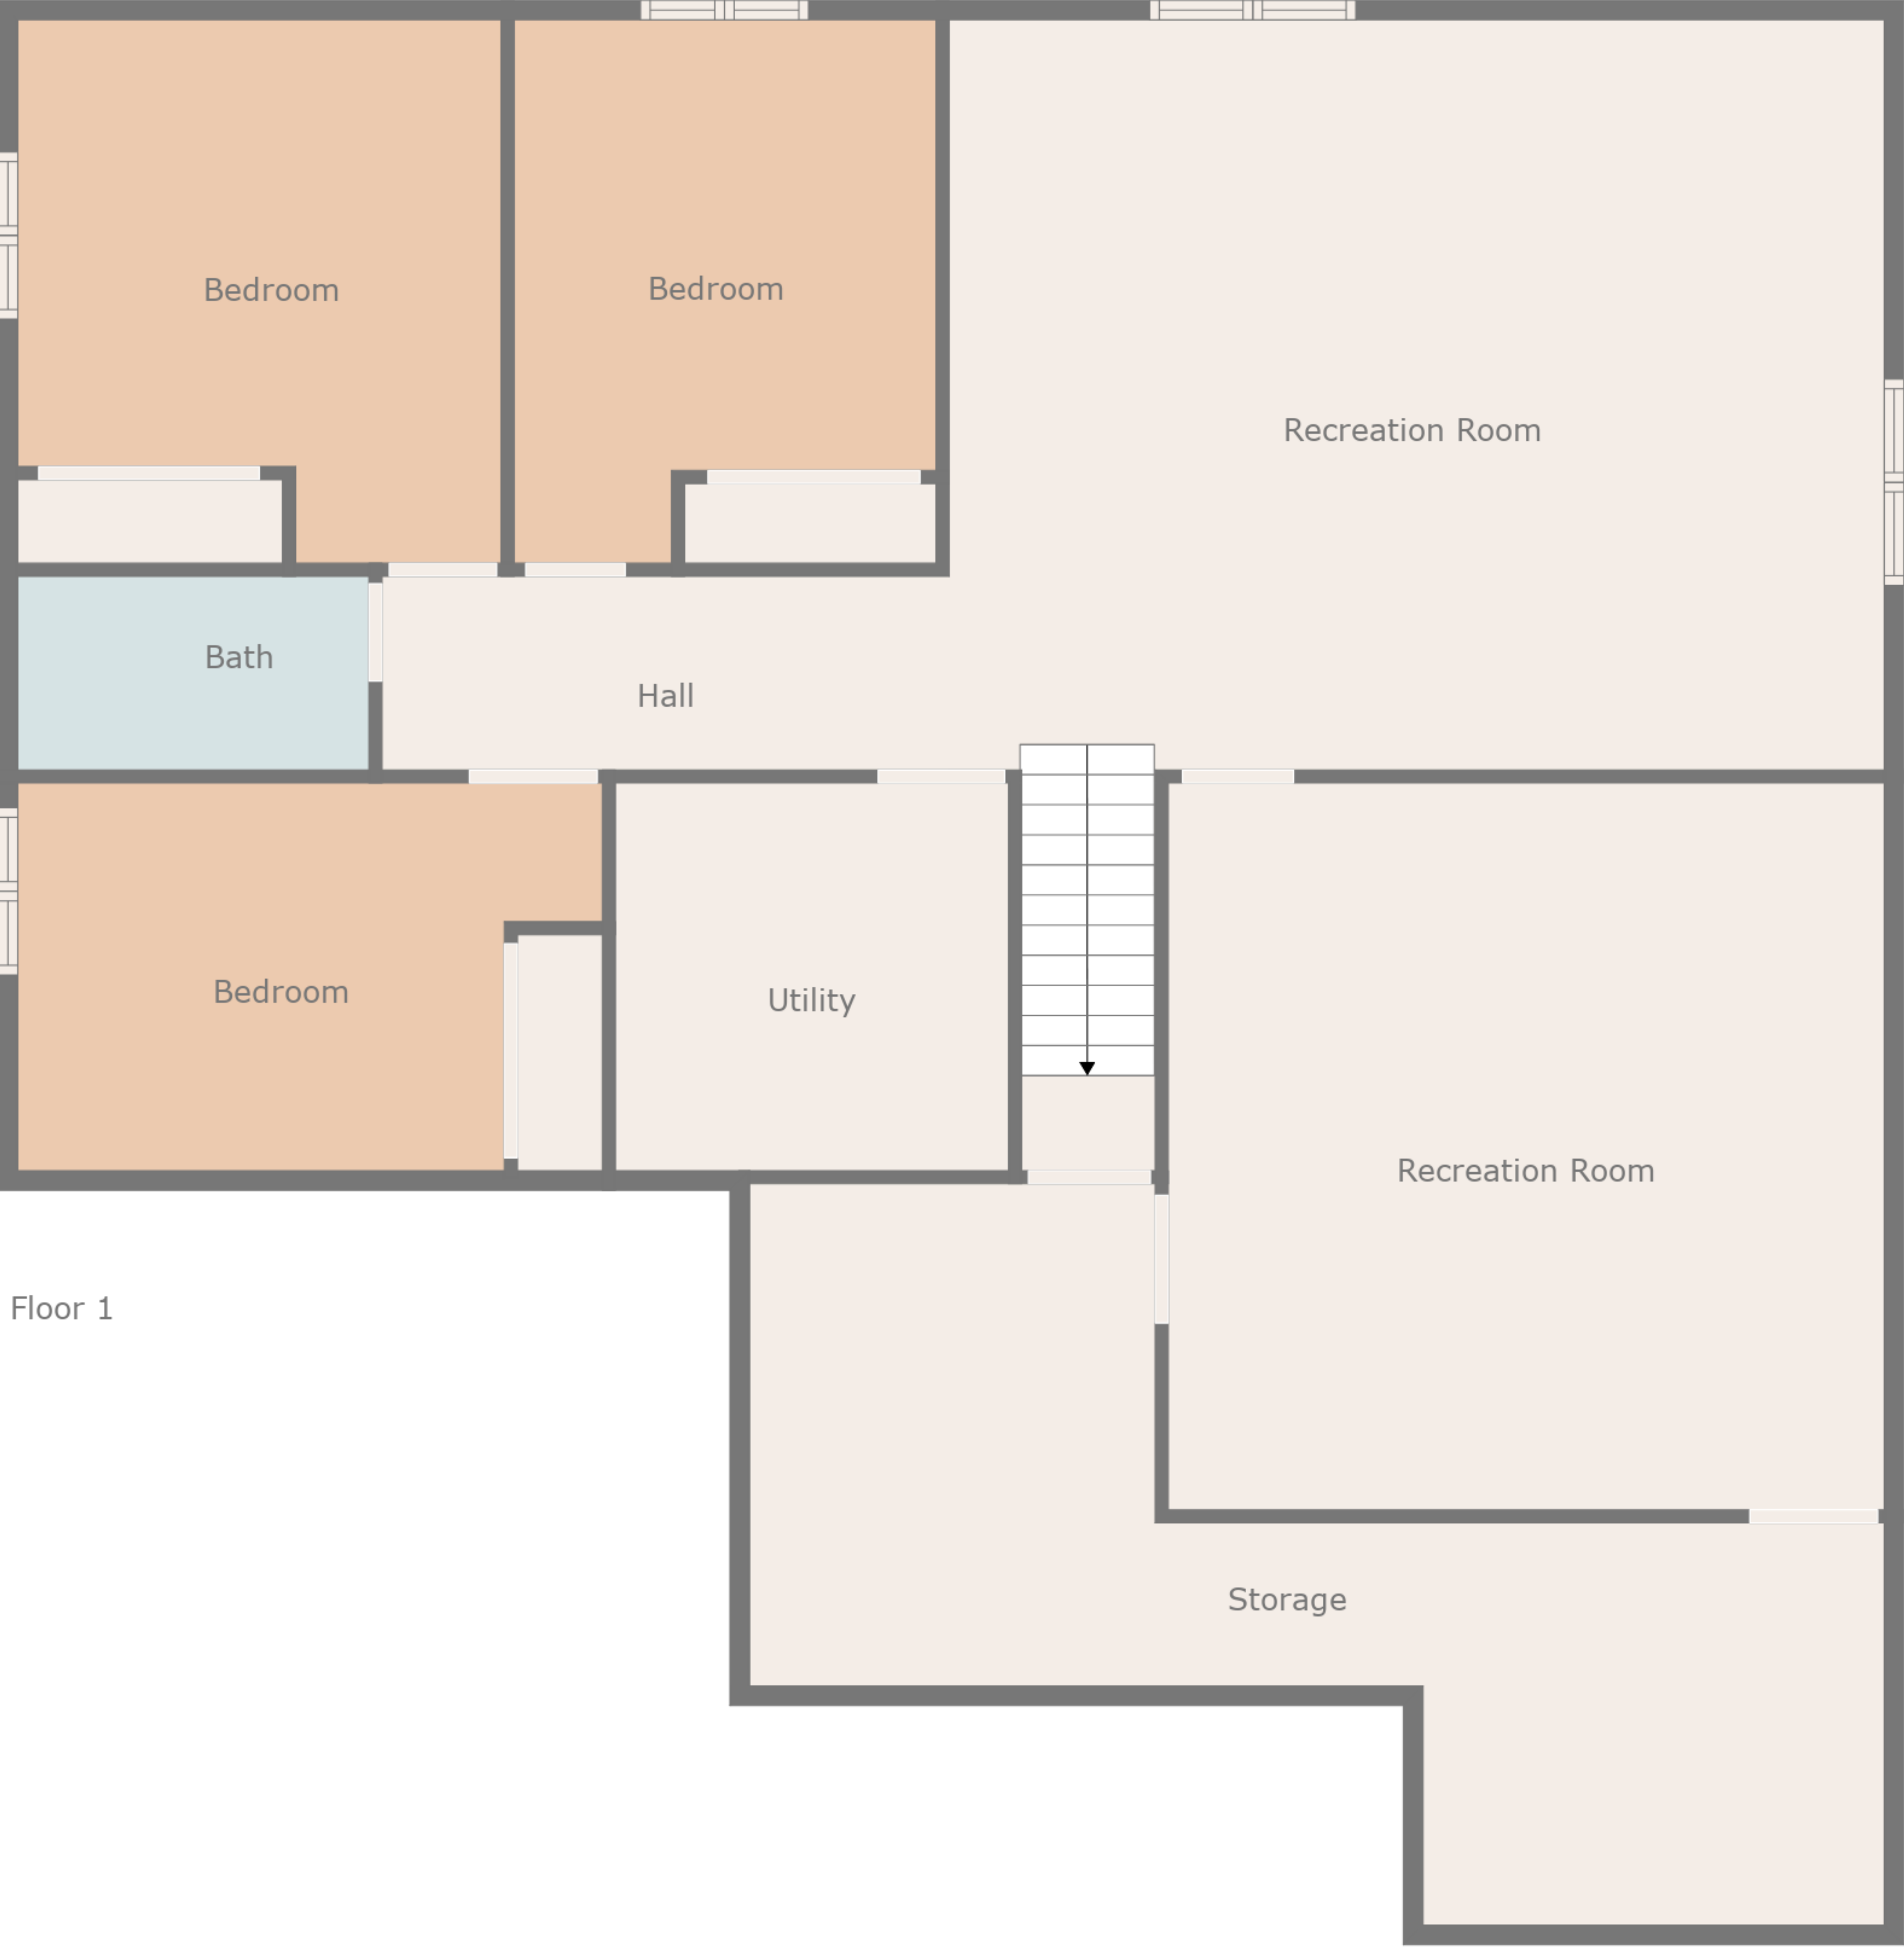 Bedroom
Bedroom
Recreation Room
Bath
Hall
Bedroom
Utility
Recreation Room
Floor 1
Storage